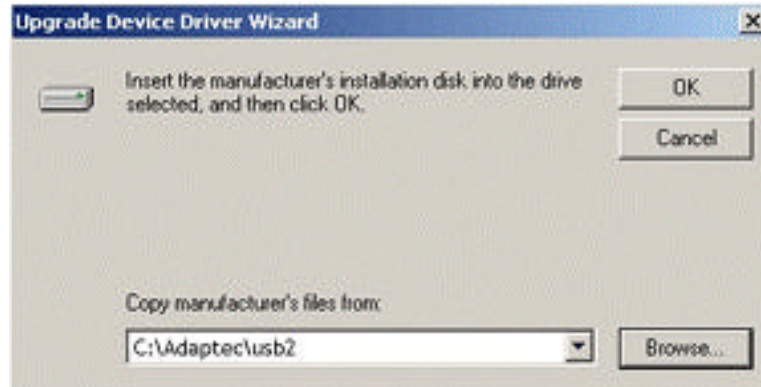 Upgrade Device Driver Wizard
Insert the manufacturer's installation disk into the drive
selected, and then click OK.
OK
Cancel
Copy manufacturer's files from:
C:\Adaptec\usb2
Browse...